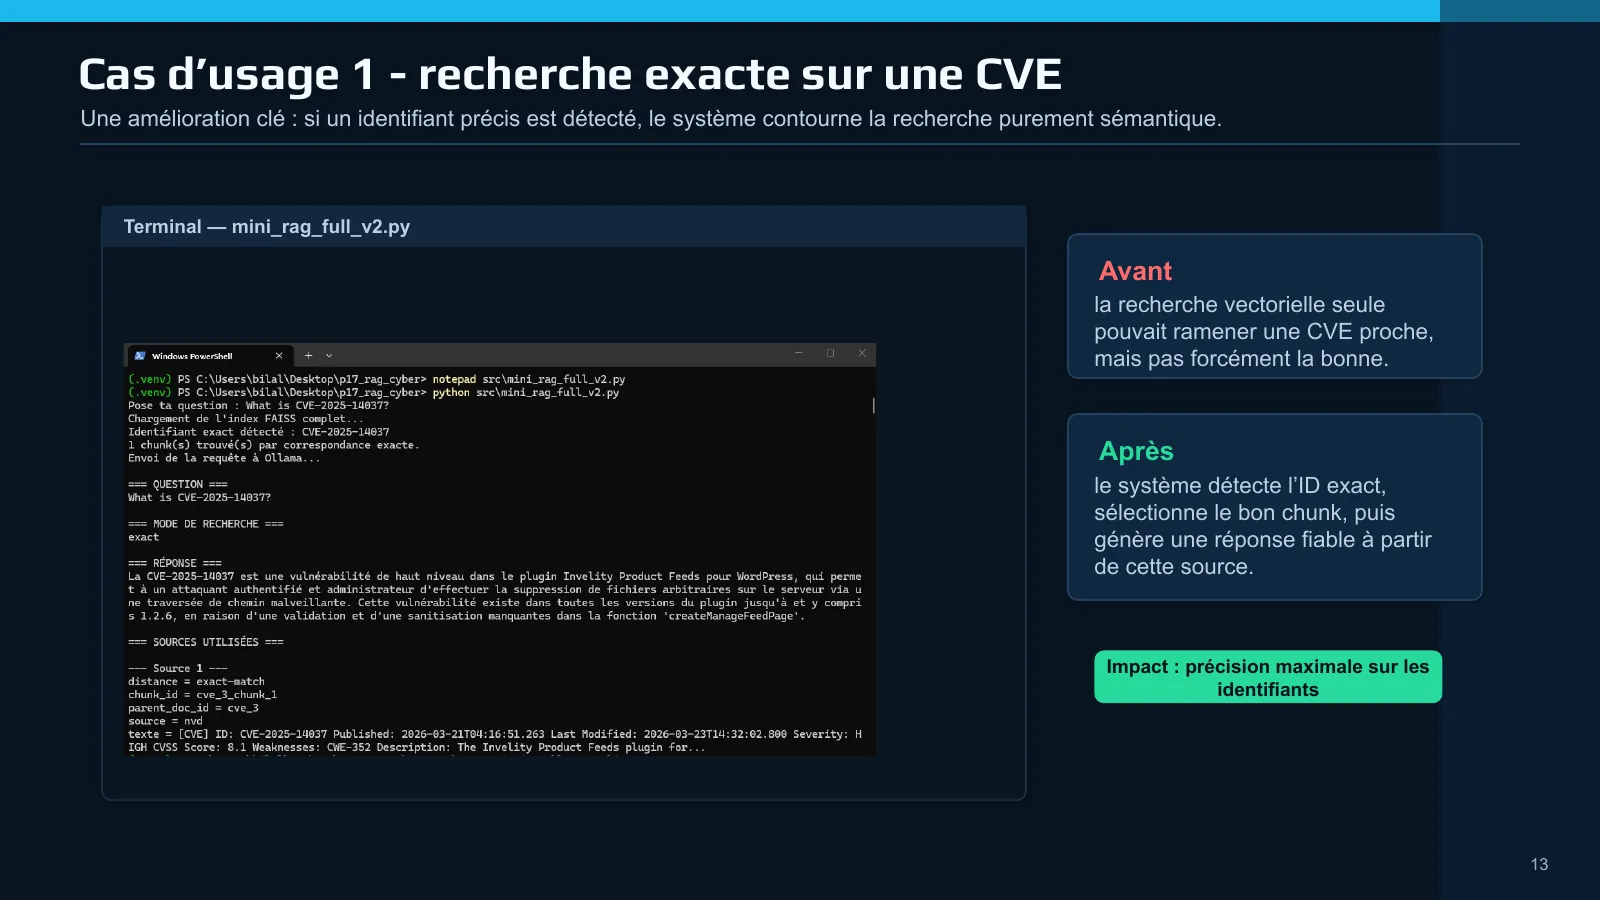 Cas d’usage 1 - recherche exacte sur une CVE
Une amélioration clé : si un identifiant précis est détecté, le système contourne la recherche purement sémantique.
Terminal — mini_rag_full_v2.py
Windows PowerShell
(.venv) PS C:\Users\bilal\Desktop\p17_rag_cyber> notepad src\mini_rag_full_v2.py
(.venv) PS C:\Users\bilal\Desktop\p17_rag_cyber> python src\mini_rag_full_v2.py
Pose ta question : What is CVE-2025-14037?
Chargement de l'index FAISS complet...
Identifiant exact détecté : CVE-2025-14037
1 chunk(s) trouvé(s) par correspondance exacte.
Envoi de la requête à Ollama...
=== QUESTION ===
What is CVE-2025-14037?
=== MODE DE RECHERCHE ===
exact
=== RÉPONSE ===
La CVE-2025-14037 est une vulnérabilité de haut niveau dans le plugin Invelity Product Feeds pour WordPress, qui perme
t à un attaquant authentifié et administrateur d'effectuer la suppression de fichiers arbitraires sur le serveur via u
ne traversée de chemin malveillante. Cette vulnérabilité existe dans toutes les versions du plugin jusqu'à et y compri
s 1.2.6, en raison d'une validation et d'une sanitisation manquantes dans la fonction 'createManageFeedPage'.
=== SOURCES UTILISÉES ===
--- Source 1 ---
distance = exact-match
chunk_id = cve_3_chunk_1
parent_doc_id = cve_3
source = nvd
texte = [CVE] ID: CVE-2025-14037 Published: 2026-03-21T04:16:51.263 Last Modified: 2026-03-23T14:32:02.800 Severity: H
IGH CVSS Score: 8.1 Weaknesses: CWE-352 Description: The Invelity Product Feeds plugin for...
Avant
la recherche vectorielle seule
pouvait ramener une CVE proche,
mais pas forcément la bonne.
Après
le système détecte l’ID exact,
sélectionne le bon chunk, puis
génère une réponse fiable à partir
de cette source.
Impact : précision maximale sur les
identifiants
13